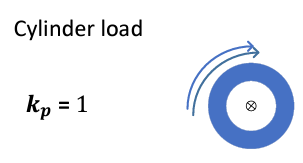 Cylinder load
kₚ = 1